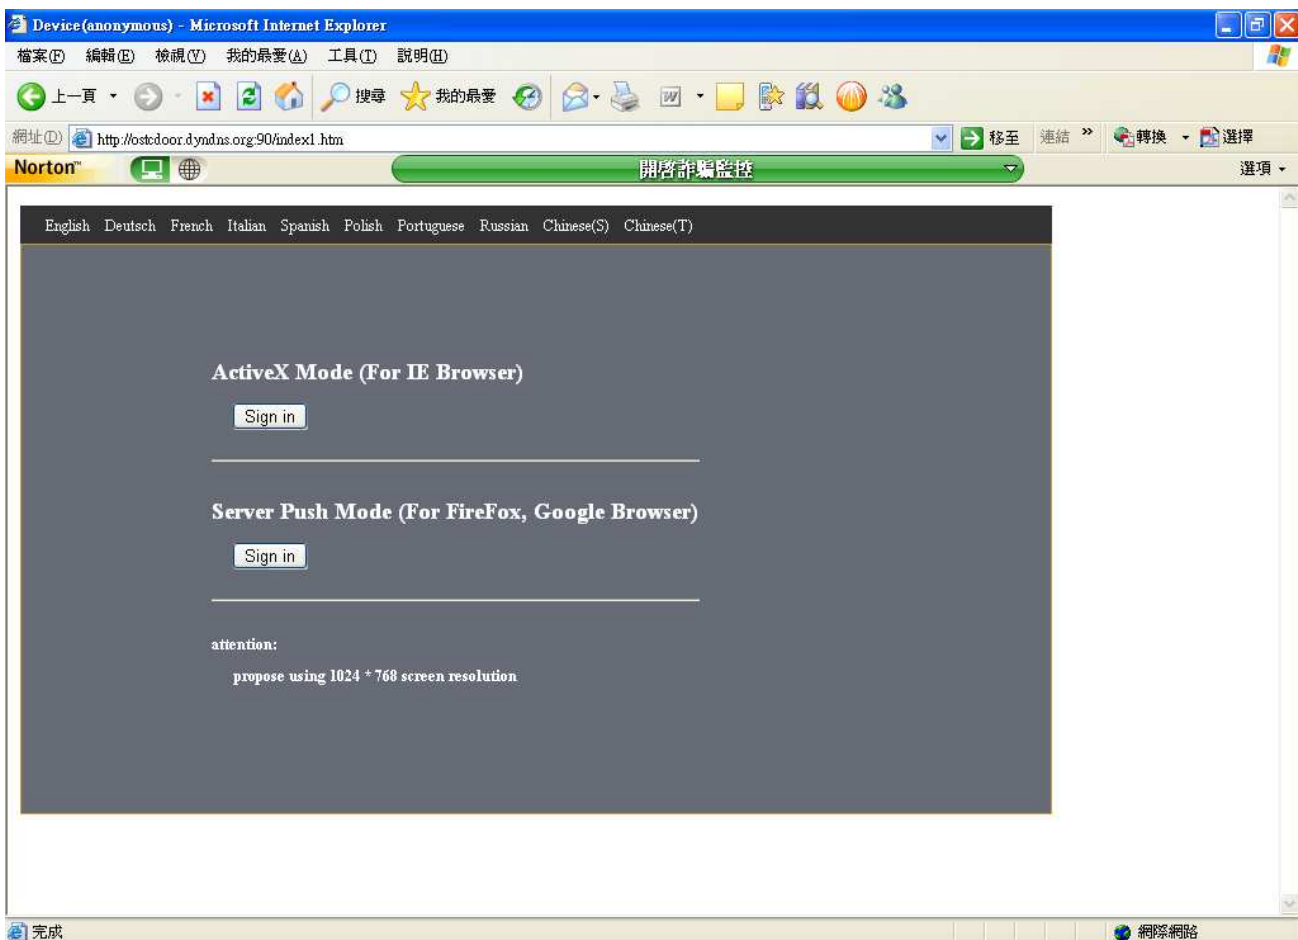 Device(anonymous) - Microsoft Internet Explorer
檔案(F) 編輯(E) 檢視(V) 我的最愛(A) 工具(T) 說明(H)
上一頁 搜尋 我的最愛
網址(D) http://ostcdoor.dyndns.org:90/index1.htm 移至 連結 » 轉換 選擇
Norton™ 開啓詐騙監控 選項
English Deutsch French Italian Spanish Polish Portuguese Russian Chinese(S) Chinese(T)
ActiveX Mode (For IE Browser)
Sign in
Server Push Mode (For FireFox, Google Browser)
Sign in
attention:
propose using 1024 * 768 screen resolution
完成 網際網路